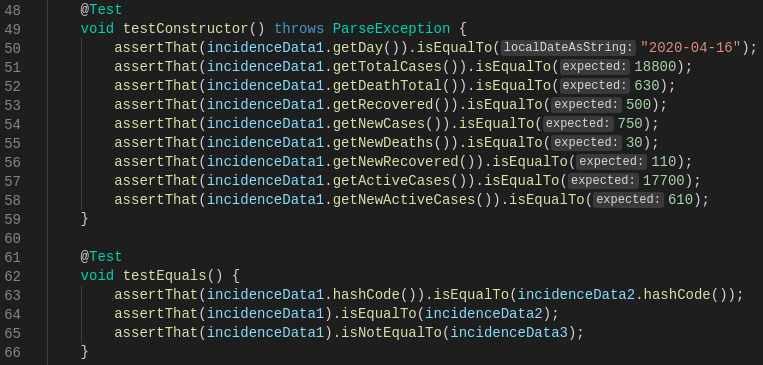 48 @Test
49 void testConstructor() throws ParseException {
50 assertThat(incidenceData1.getDay()).isEqualTo(localDateAsString: "2020-04-16");
51 assertThat(incidenceData1.getTotalCases()).isEqualTo(expected: 18800);
52 assertThat(incidenceData1.getDeathTotal()).isEqualTo(expected: 630);
53 assertThat(incidenceData1.getRecovered()).isEqualTo(expected: 500);
54 assertThat(incidenceData1.getNewCases()).isEqualTo(expected: 750);
55 assertThat(incidenceData1.getNewDeaths()).isEqualTo(expected: 30);
56 assertThat(incidenceData1.getNewRecovered()).isEqualTo(expected: 110);
57 assertThat(incidenceData1.getActiveCases()).isEqualTo(expected: 17700);
58 assertThat(incidenceData1.getNewActiveCases()).isEqualTo(expected: 610);
59 }
60
61 @Test
62 void testEquals() {
63 assertThat(incidenceData1.hashCode()).isEqualTo(incidenceData2.hashCode());
64 assertThat(incidenceData1).isEqualTo(incidenceData2);
65 assertThat(incidenceData1).isNotEqualTo(incidenceData3);
66 }